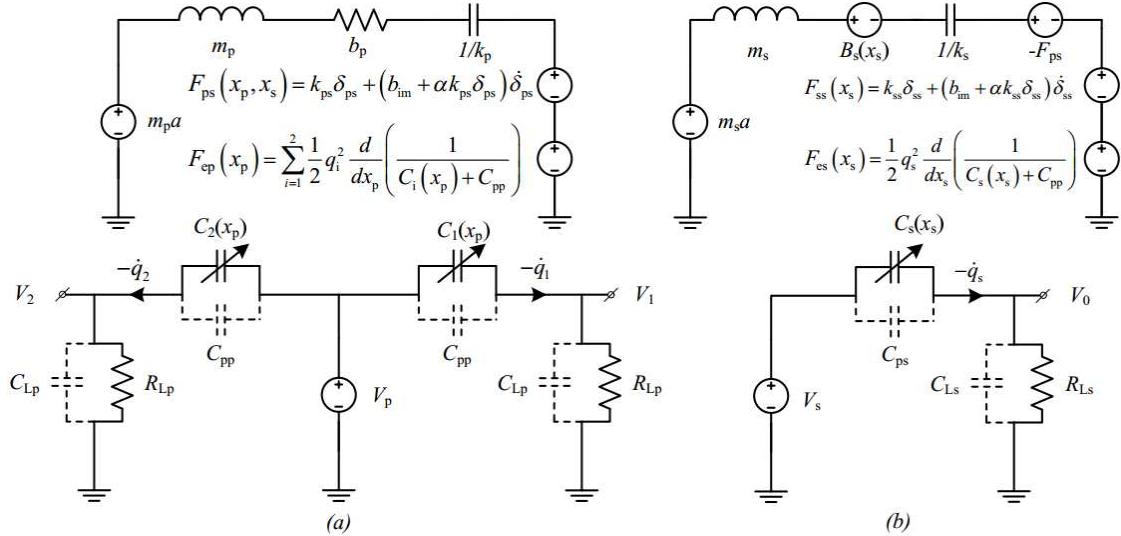 m_p
b_p
1/k_p
F_ps(x_p, x_s) = k_ps δ_ps + (b_im + αk_ps δ_ps) δ̇_ps
+
-
m_p a
F_ep(x_p) = ∑_{i=1}^{2} 1/2 q_i^2 d/dx_p (1/(C_i(x_p) + C_pp))
+
-
+
-
C_2(x_p)
C_1(x_p)
-q̇_2
-q̇_1
V_2
V_1
C_pp
C_pp
C_Lp
R_Lp
+
-
V_p
C_Lp
R_Lp
(a)
+ -
+ -
m_s
B_s(x_s)
1/k_s
-F_ps
F_ss(x_s) = k_ss δ_ss + (b_im + αk_ss δ_ss) δ̇_ss
+
-
m_s a
F_es(x_s) = 1/2 q_s^2 d/dx_s (1/(C_s(x_s) + C_pp))
+
-
+
-
C_s(x_s)
-q̇_s
V_0
C_ps
+
-
V_s
C_Ls
R_Ls
(b)